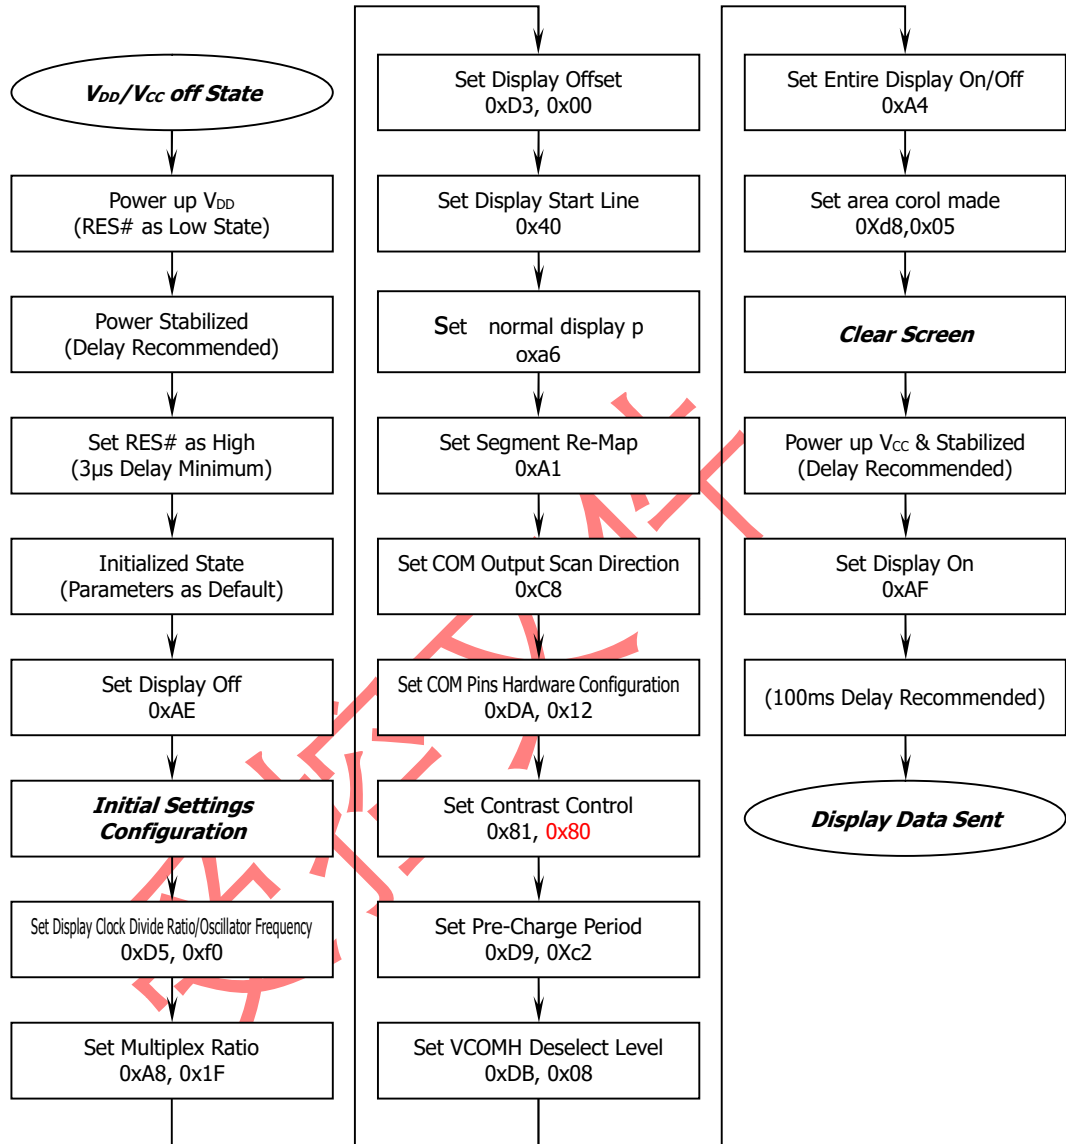 VDD/VCC off State
Power up VDD
(RES# as Low State)
Power Stabilized
(Delay Recommended)
Set RES# as High
(3μs Delay Minimum)
Initialized State
(Parameters as Default)
Set Display Off
0xAE
Initial Settings
Configuration
Set Display Clock Divide Ratio/Oscillator Frequency
0xD5, 0xf0
Set Multiplex Ratio
0xA8, 0x1F
Set Display Offset
0xD3, 0x00
Set Display Start Line
0x40
Set normal display p
oxa6
Set Segment Re-Map
0xA1
Set COM Output Scan Direction
0xC8
Set COM Pins Hardware Configuration
0xDA, 0x12
Set Contrast Control
0x81, 0x80
Set Pre-Charge Period
0xD9, 0Xc2
Set VCOMH Deselect Level
0xDB, 0x08
Set Entire Display On/Off
0xA4
Set area corol made
0Xd8,0x05
Clear Screen
Power up VCC & Stabilized
(Delay Recommended)
Set Display On
0xAF
(100ms Delay Recommended)
Display Data Sent